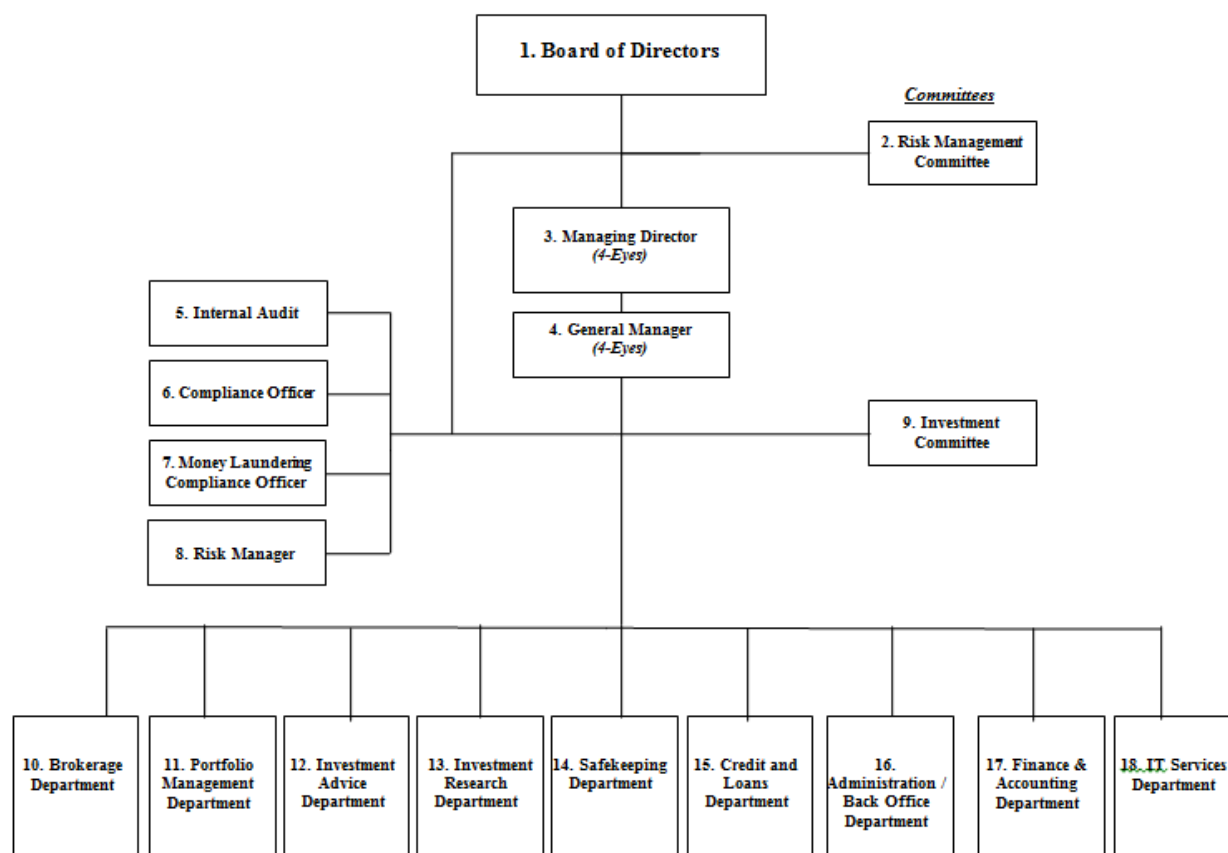 1. Board of Directors
Committees
2. Risk Management
Committee
3. Managing Director
(4-Eyes)
4. General Manager
(4-Eyes)
5. Internal Audit
6. Compliance Officer
7. Money Laundering
Compliance Officer
8. Risk Manager
9. Investment
Committee
10. Brokerage
Department
11. Portfolio
Management
Department
12. Investment
Advice
Department
13. Investment
Research
Department
14. Safekeeping
Department
15. Credit and
Loans
Department
16.
Administration /
Back Office
Department
17. Finance &
Accounting
Department
18. IT Services
Department